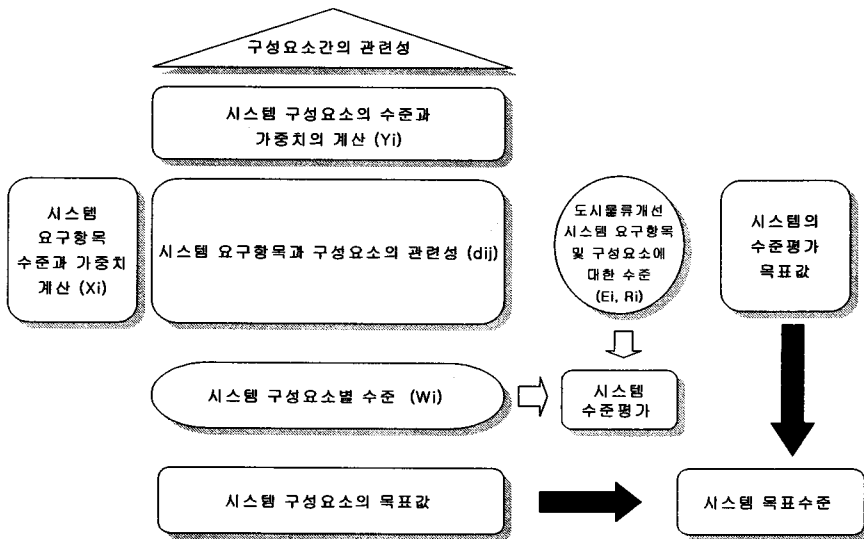 구성요소간의 관련성
시스템 구성요소의 수준과
가중치의 계산 (Yi)
시스템
요구항목
수준과 가중치
계산 (Xi)
시스템 요구항목과 구성요소의 관련성 (dij)
도시물류개선
시스템 요구항목
및 구성요소에
대한 수준
(Ei, Ri)
시스템의
수준평가
목표값
시스템 구성요소별 수준 (Wi)
시스템
수준평가
시스템 구성요소의 목표값
시스템 목표수준